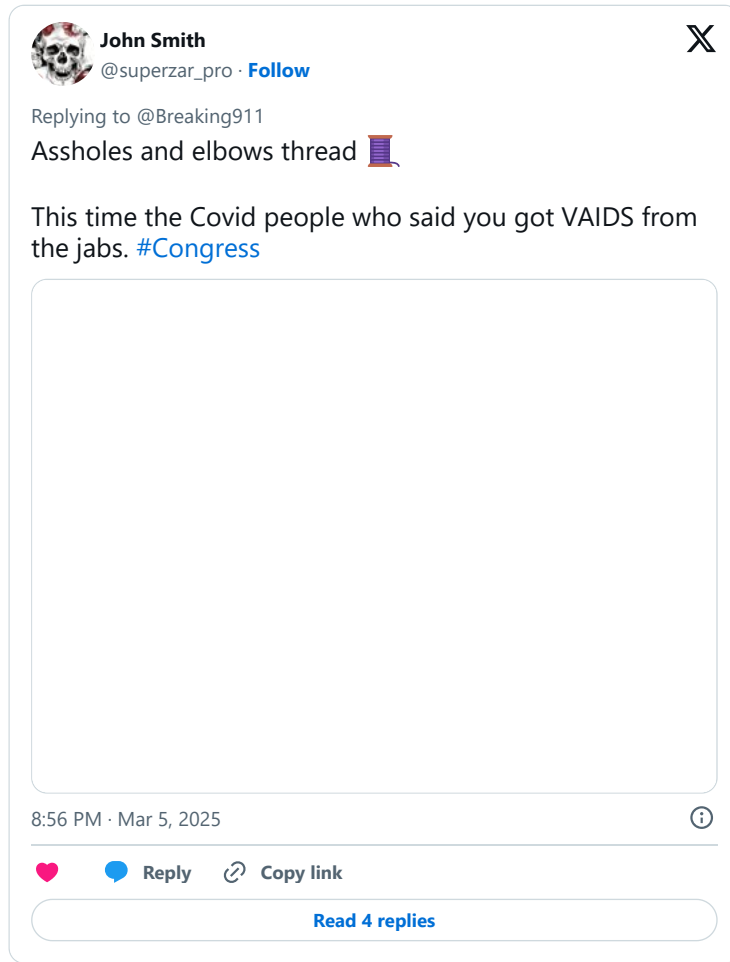 John Smith
@superzar_pro · Follow
Replying to @Breaking911
Assholes and elbows thread 🧵
This time the Covid people who said you got VAIDS from
the jabs. #Congress
8:56 PM · Mar 5, 2025
Reply
Copy link
Read 4 replies